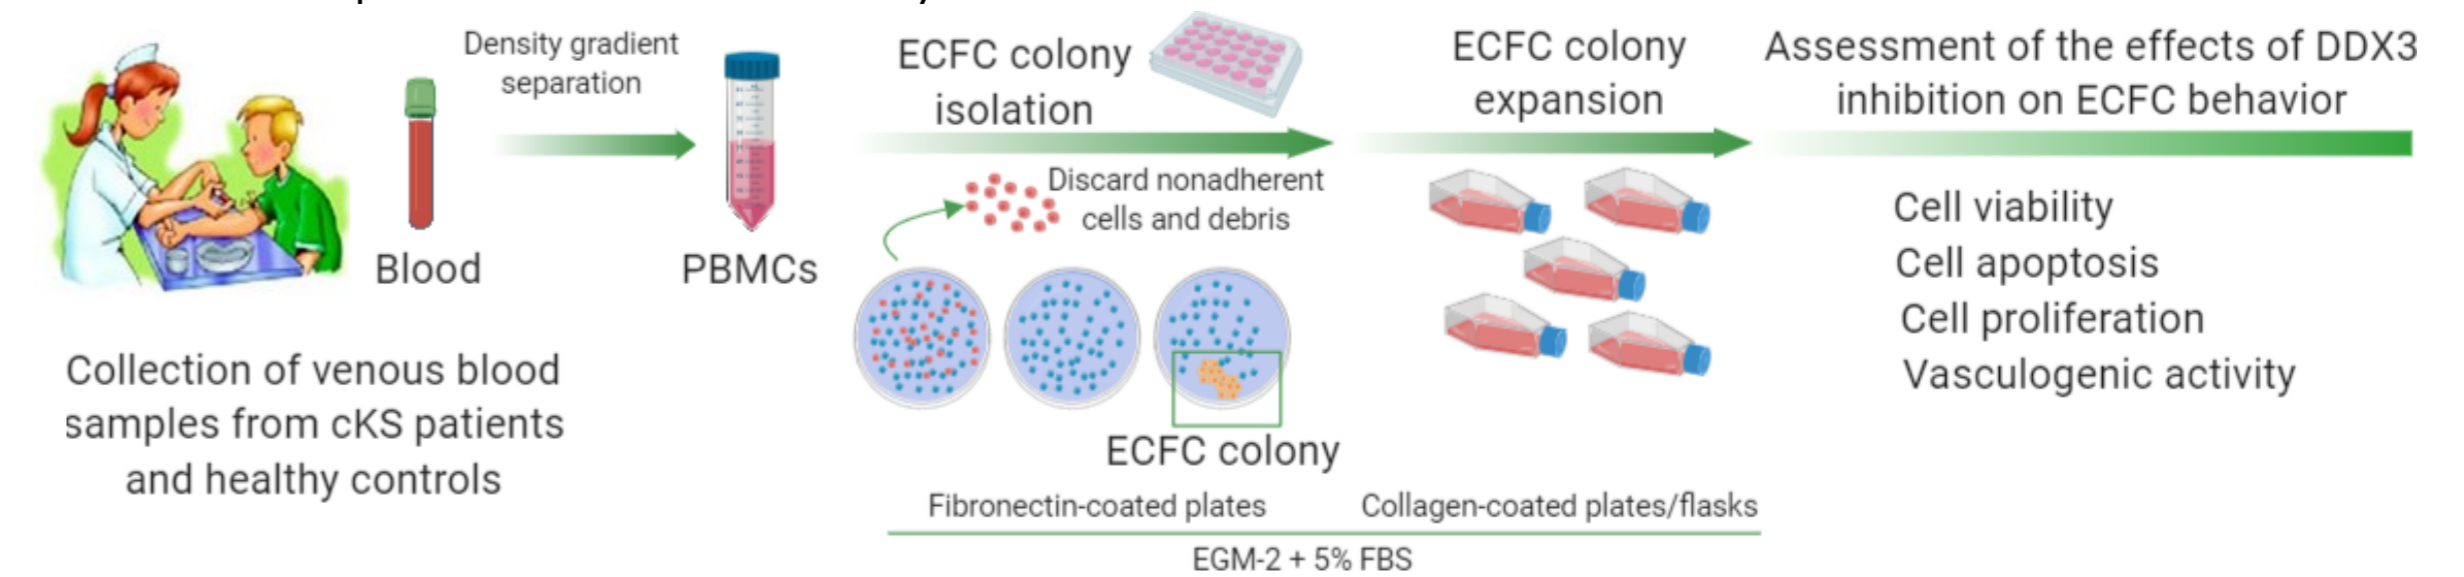 Density gradient
separation
Blood
PBMCs
Collection of venous blood
samples from cKS patients
and healthy controls
ECFC colony
isolation
Discard nonadherent
cells and debris
ECFC colony
Fibronectin-coated plates
ECFC colony
expansion
Collagen-coated plates/flasks
EGM-2 + 5% FBS
Assessment of the effects of DDX3
inhibition on ECFC behavior
Cell viability
Cell apoptosis
Cell proliferation
Vasculogenic activity